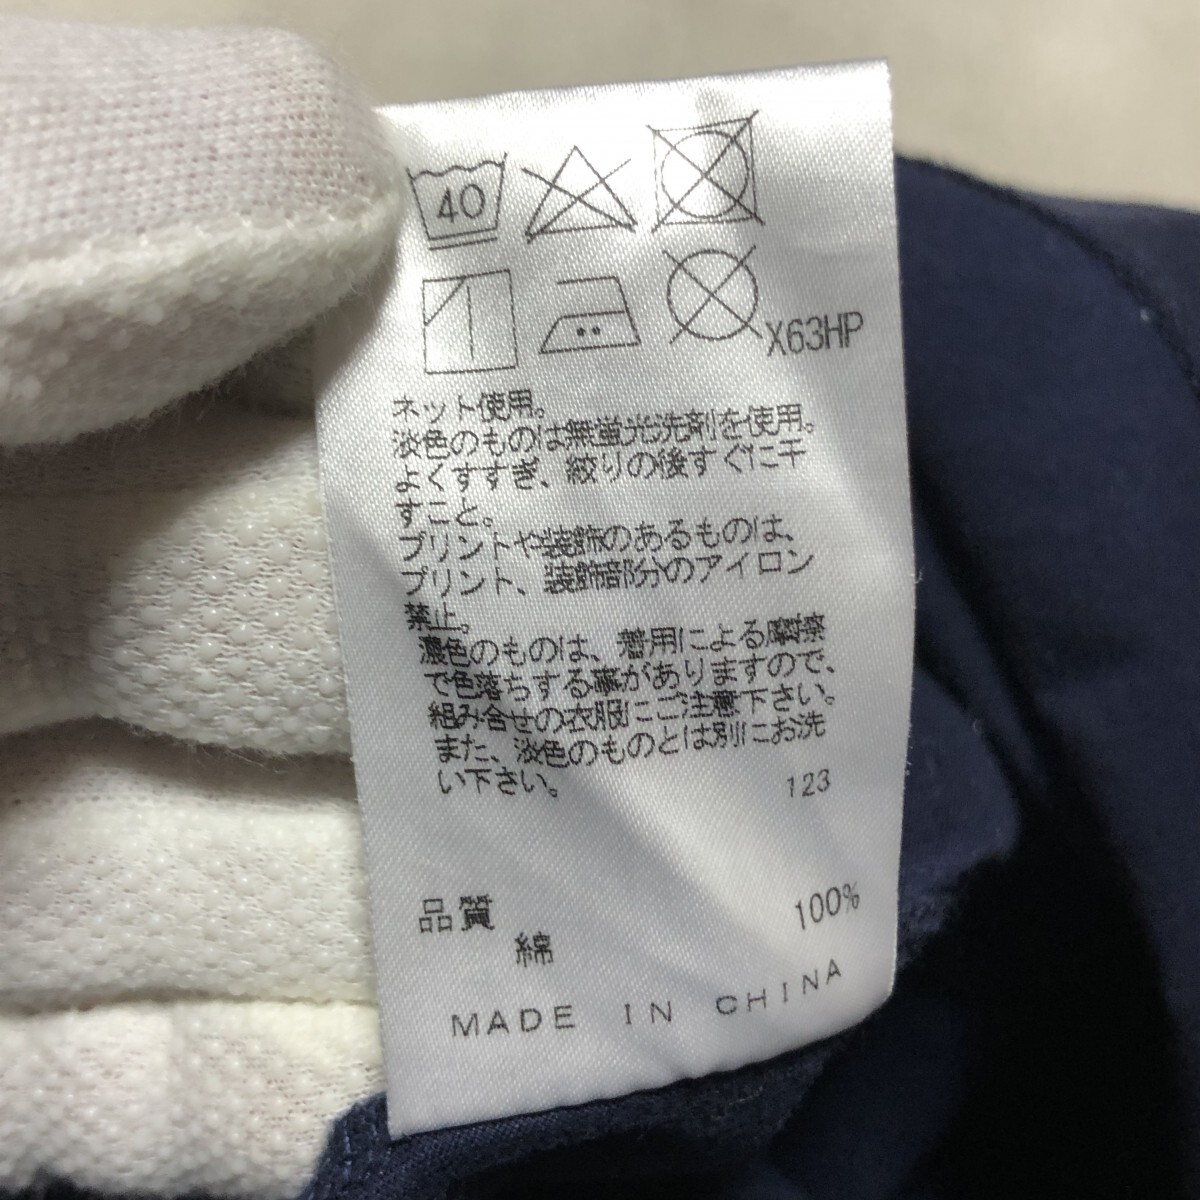 40
X63HP
ネット使用。
淡色のものは無蛍光洗剤を使用。
よくすすぎ、絞りの後すぐに干
すこと。
プリントや装飾のあるものは、
プリント、装飾部分のアイロン
禁止。
濃色のものは、着用による摩擦
で色落ちする事がありますので、
組み合せの衣服にご注意下さい。
また、淡色のものとは別にお洗
い下さい。
123
品質
綿 100%
MADE IN CHINA